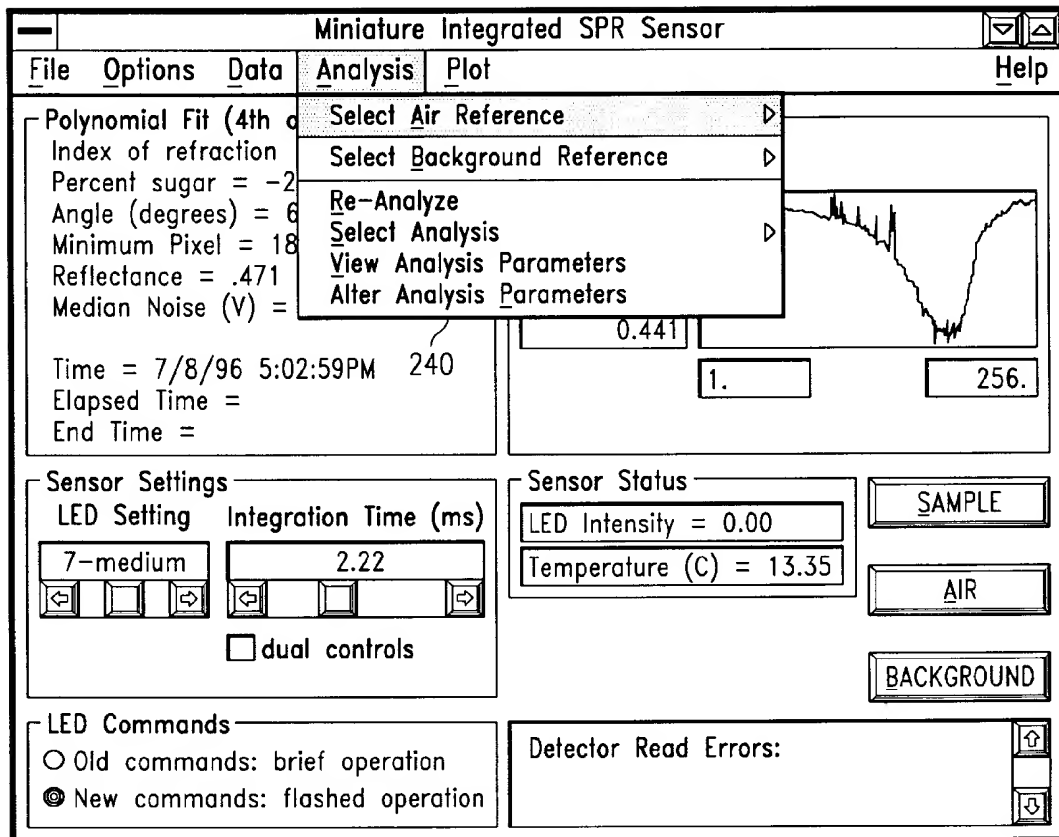 Miniature Integrated SPR Sensor
File Options Data Analysis Plot Help
Select Air Reference
Select Background Reference
Re-Analyze
Select Analysis
View Analysis Parameters
Alter Analysis Parameters
Polynomial Fit (4th
Index of refraction
Percent sugar = -2
Angle (degrees) = 6
Minimum Pixel = 18
Reflectance = .471
Median Noise (V) =
Time = 7/8/96 5:02:59PM
Elapsed Time =
End Time =
240
0.441
1.
256.
Sensor Settings
LED Setting
Integration Time (ms)
7-medium
2.22
dual controls
Sensor Status
LED Intensity = 0.00
Temperature (C) = 13.35
SAMPLE
AIR
BACKGROUND
LED Commands
Old commands: brief operation
New commands: flashed operation
Detector Read Errors: